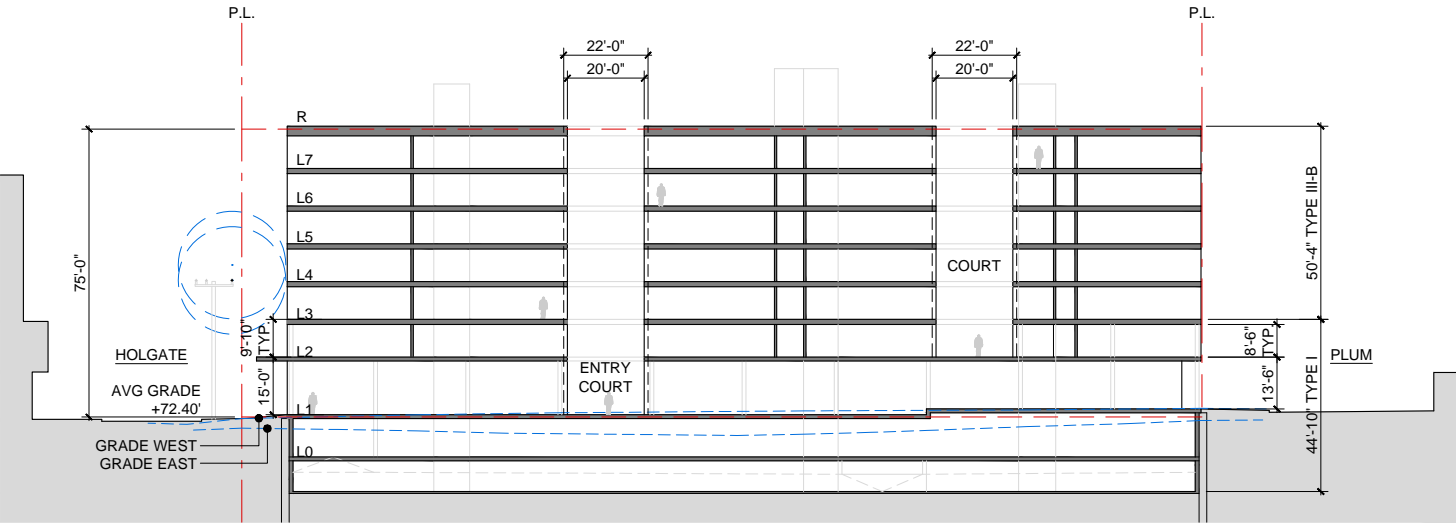 P.L.
P.L.
22'-0"
22'-0"
20'-0"
20'-0"
R
L7
L6
L5
L4
L3
L2
L1
L0
75'-0"
50'-4" TYPE III-B
COURT
9'-10"
TYP.
8'-6"
TYP.
HOLGATE
PLUM
ENTRY
COURT
15'-0"
13'-6"
44'-10" TYPE I
AVG GRADE
+72.40'
GRADE WEST
GRADE EAST